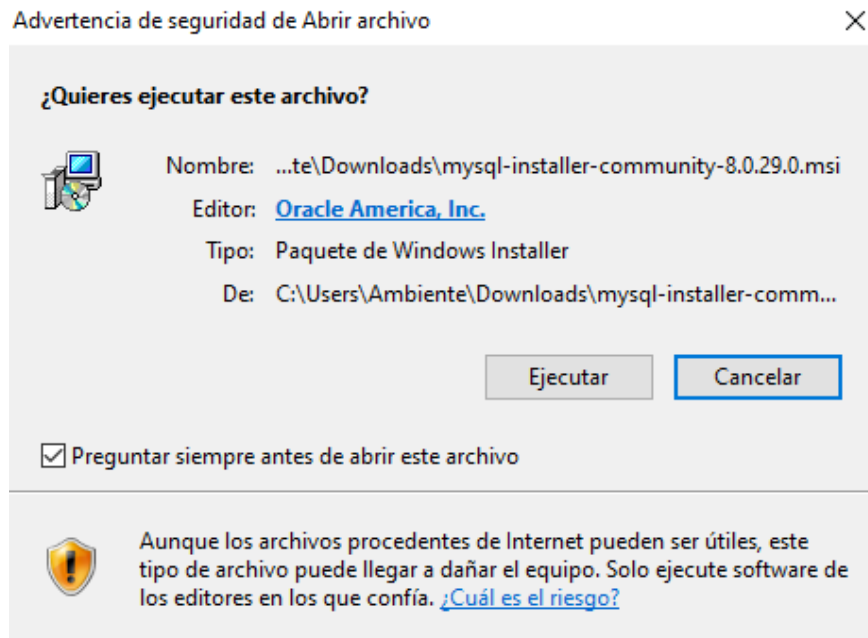 Advertencia de seguridad de Abrir archivo
¿Quieres ejecutar este archivo?
Nombre: ...te\Downloads\mysql-installer-community-8.0.29.0.msi
Editor: Oracle America, Inc.
Tipo: Paquete de Windows Installer
De: C:\Users\Ambiente\Downloads\mysql-installer-comm...
Ejecutar Cancelar
Preguntar siempre antes de abrir este archivo
Aunque los archivos procedentes de Internet pueden ser útiles, este
tipo de archivo puede llegar a dañar el equipo. Solo ejecute software de
los editores en los que confía. ¿Cuál es el riesgo?